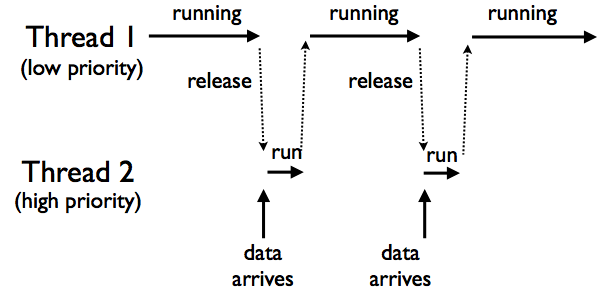 running
running
running
Thread 1
(low priority)
release
release
run
run
Thread 2
(high priority)
data
arrives
data
arrives